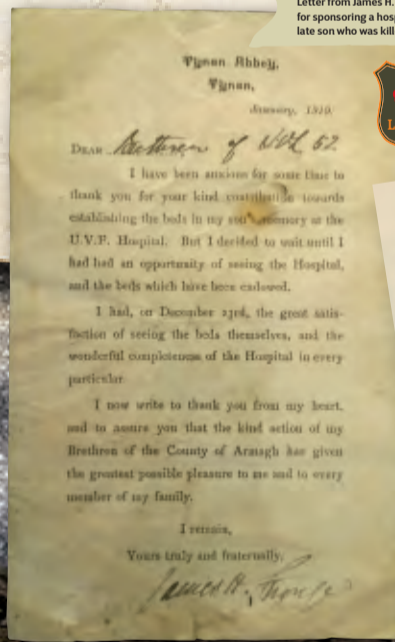 Letter from James H.
for sponsoring a hosp
late son who was kill
L
Tynan Abbey,
Tynan,
January, 1919.
DEAR Brethren of
I have been anxious for some time to
thank you for your kind contribution towards
establishing the beds in my son's memory at the
U.V.F. Hospital. But I decided to wait until I
had had an opportunity of seeing the Hospital,
and the beds which have been endowed.
I had, on December 23rd, the great satis-
faction of seeing the beds themselves, and the
wonderful completeness of the Hospital in every
particular
I now write to thank you from my heart,
and to assure you that the kind action of my
Brethren of the County of Armagh has given
the greatest possible pleasure to me and to every
member of my family.
I remain,
Yours truly and fraternally,
James H.